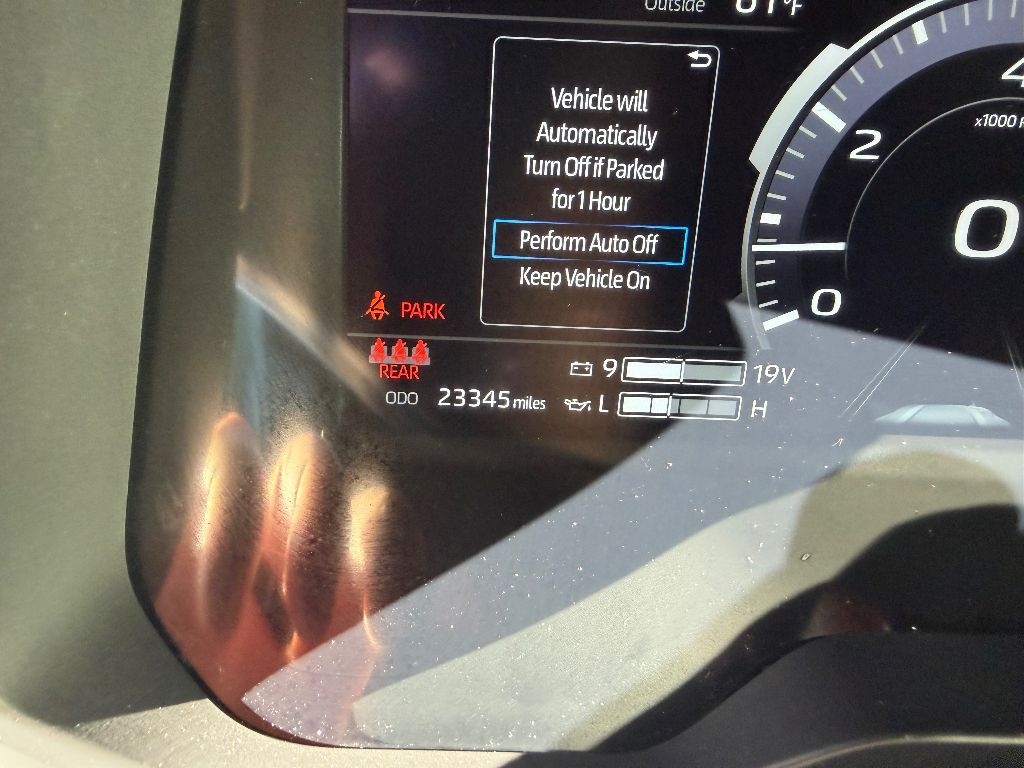 Outside
°F
Vehicle will
Automatically
Turn Off if Parked
for 1 Hour
Perform Auto Off
Keep Vehicle On
4
x1000
2
0
0
PARK
REAR
9 19V
ODO 23345 miles L H